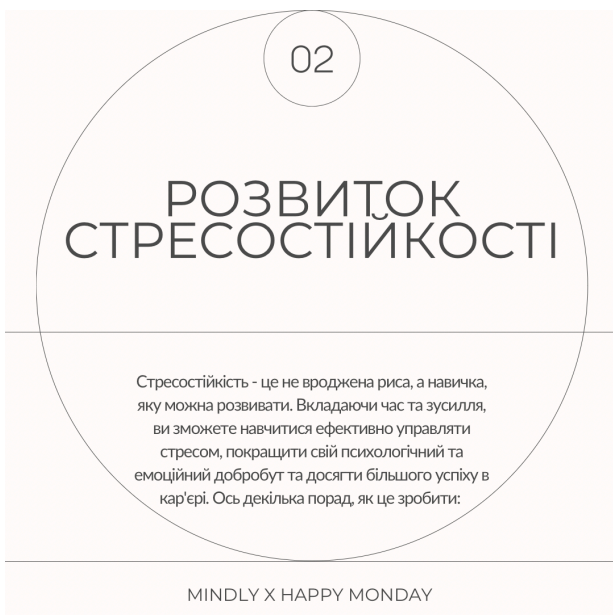 02
РОЗВИТОК
СТРЕСОСТІЙКОСТІ
Стресостійкість - це не вроджена риса, а навичка,
яку можна розвивати. Вкладаючи час та зусилля,
ви зможете навчитися ефективно управляти
стресом, покращити свій психологічний та
емоційний добробут та досягти більшого успіху в
кар'єрі. Ось декілька порад, як це зробити:
MINDLY X HAPPY MONDAY